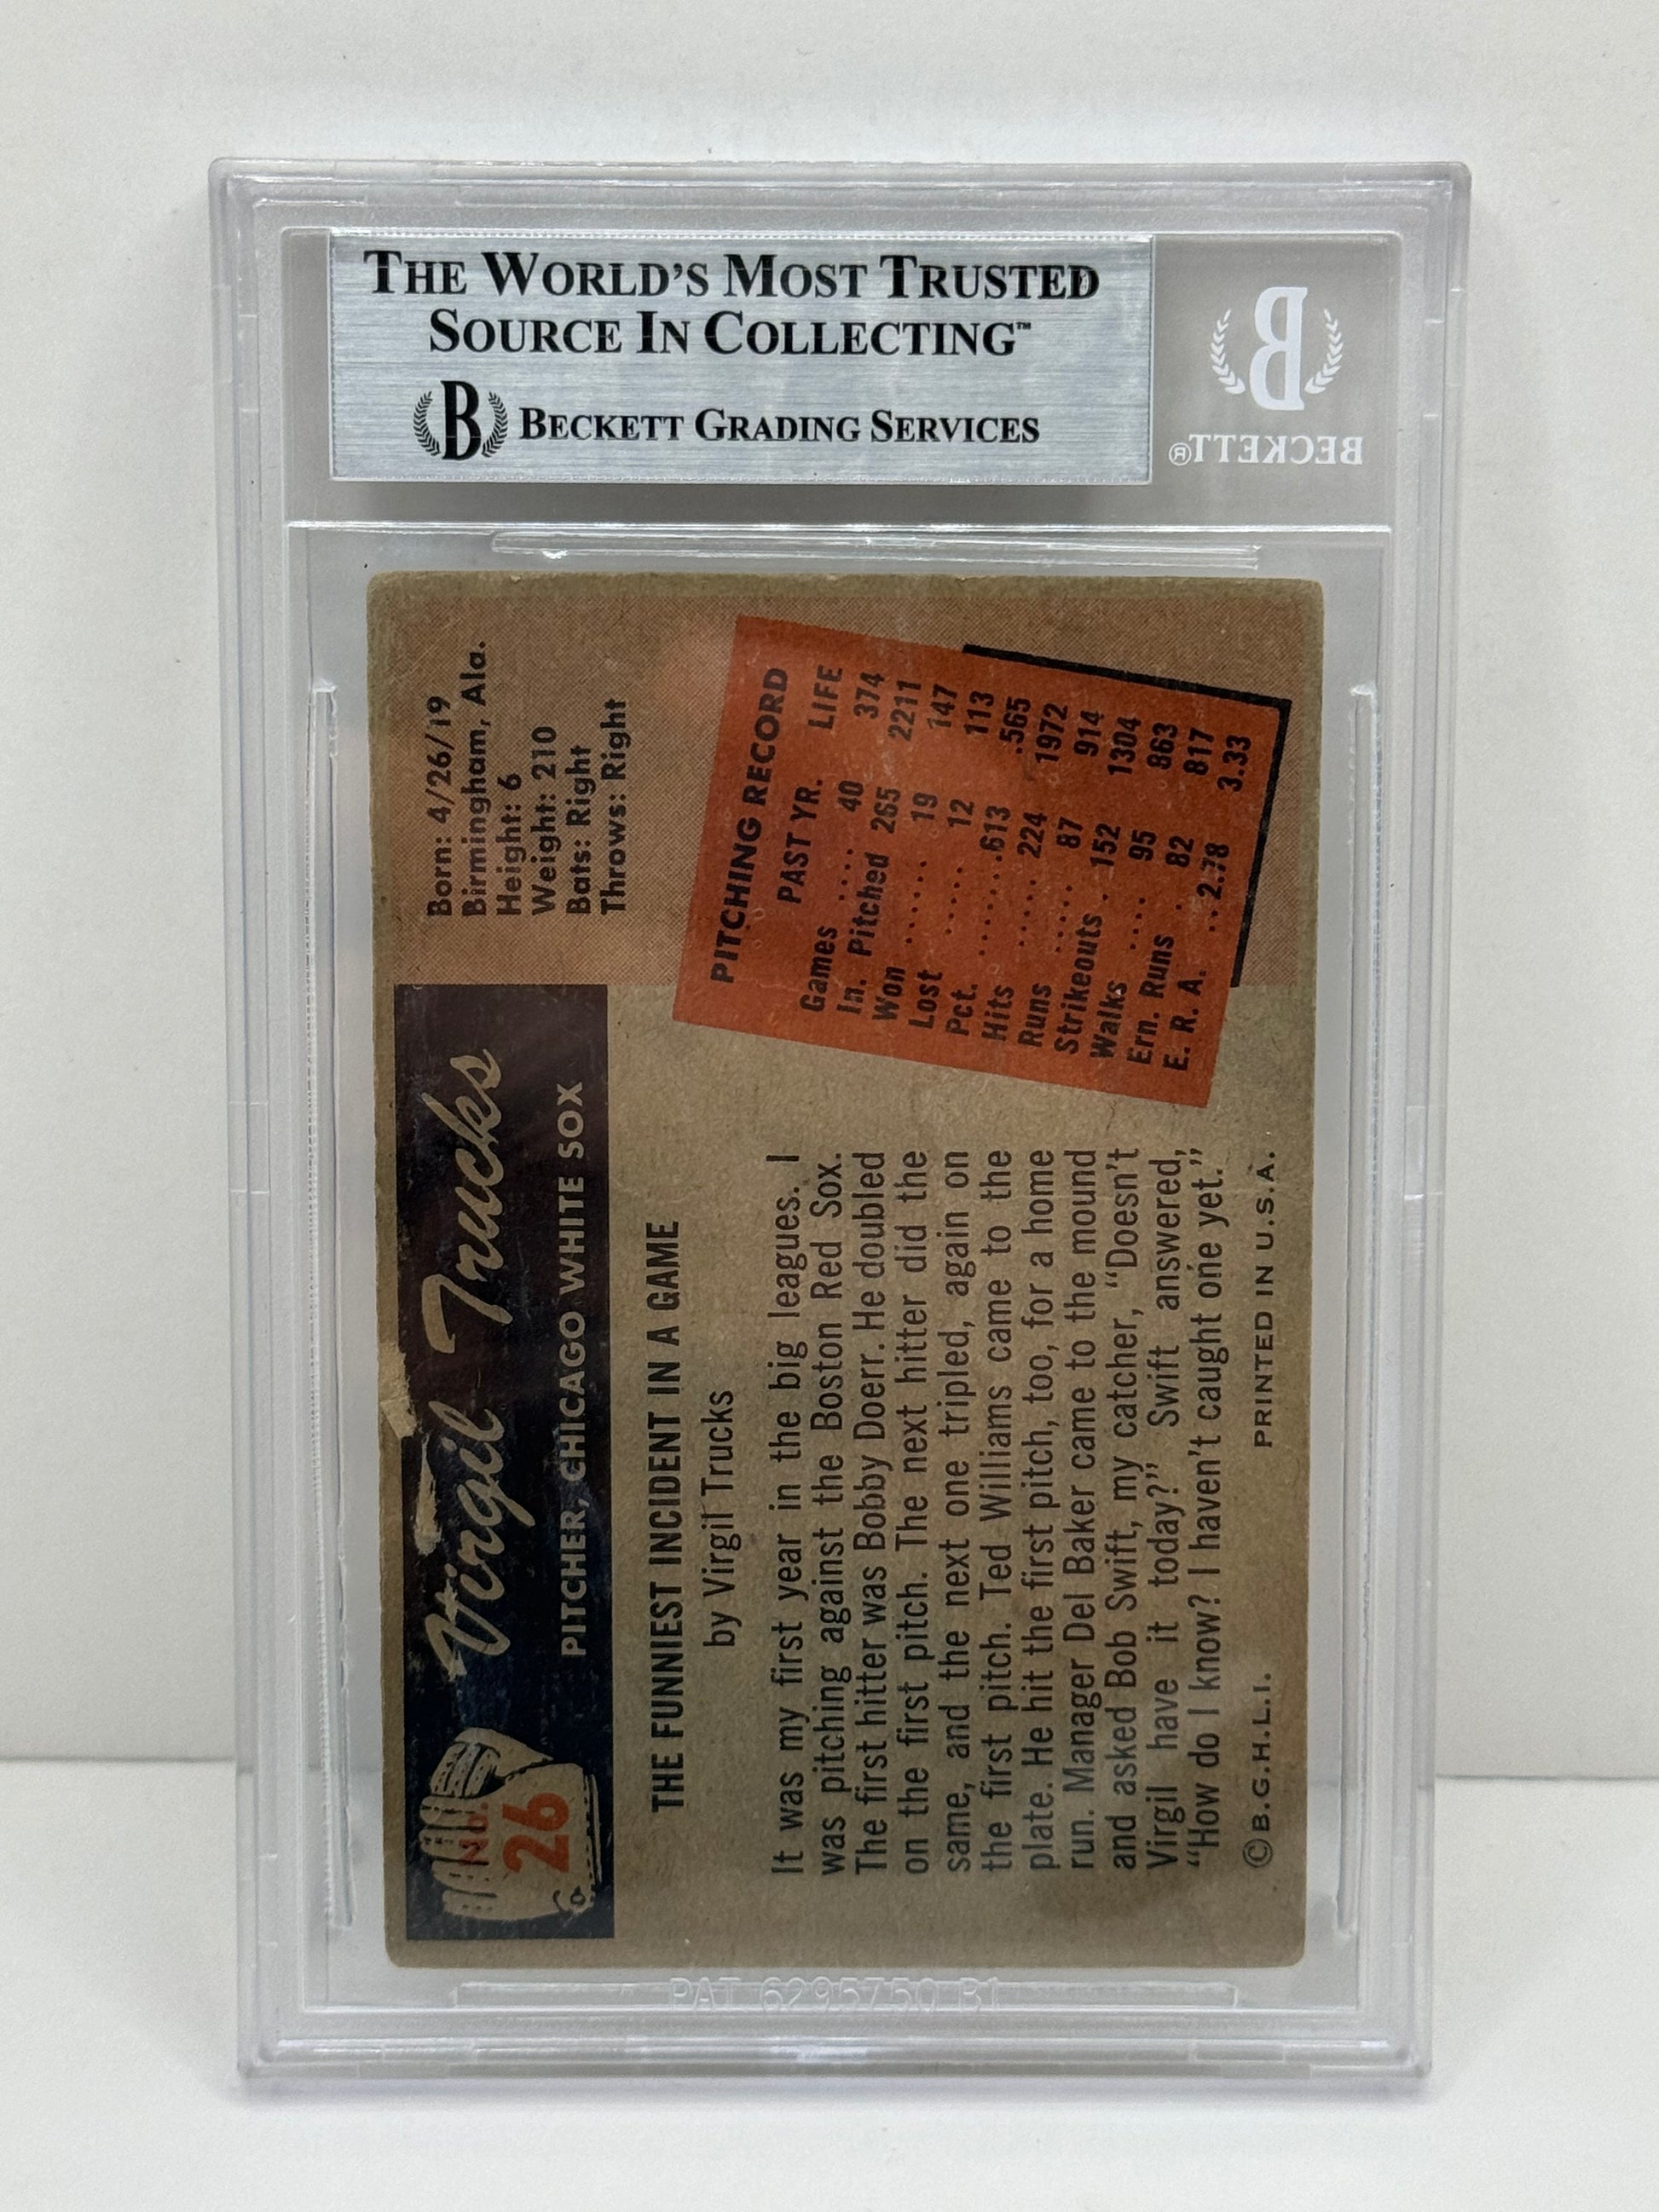 THE WORLD'S MOST TRUSTED
SOURCE IN COLLECTING™
B BECKETT GRADING SERVICES
B
BECKETT®
No.
26
Virgil Trucks
PITCHER, CHICAGO WHITE SOX
Born: 4/26/19
Birmingham, Ala.
Height: 6
Weight: 210
Bats: Right
Throws: Right
THE FUNNIEST INCIDENT IN A GAME
by Virgil Trucks
It was my first year in the big leagues. I
was pitching against the Boston Red Sox.
The first hitter was Bobby Doerr. He doubled
on the first pitch. The next hitter did the
same, and the next one tripled, again on
the first pitch. Ted Williams came to the
plate. He hit the first pitch, too, for a home
run. Manager Del Baker came to the mound
and asked Bob Swift, my catcher, “Doesn't
Virgil have it today?” Swift answered,
“How do I know? I haven't caught one yet.”
PITCHING RECORD
PAST YR. LIFE
Games ..... 40 374
In. Pitched 265 2211
Won ....... 19 147
Lost ...... 12 113
Pct. .......613 .565
Hits ..... 224 1972
Runs ..... 87 914
Strikeouts . 152 1304
Walks .... 95 863
Ern. Runs . 82 817
E. R. A. ..2.78 3.33
©B.G.H.L.I. PRINTED IN U.S.A.
PAT 6295750 B1